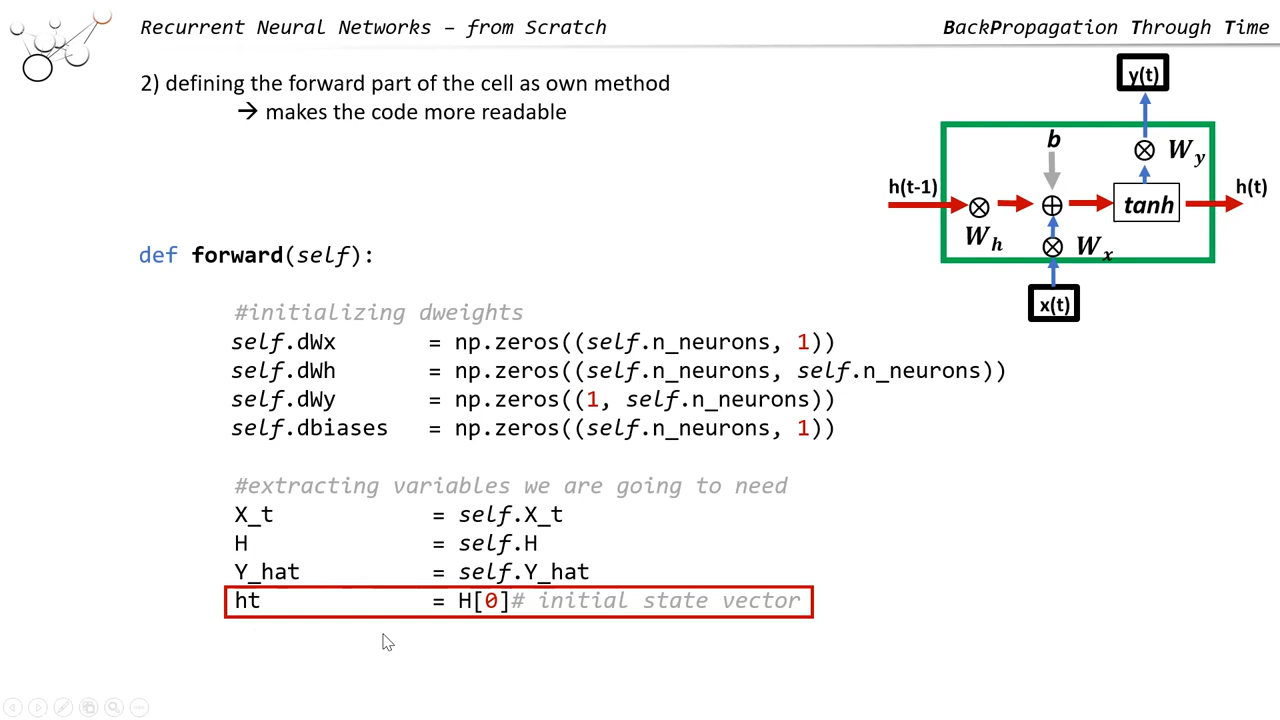 Recurrent Neural Networks – from Scratch
BackPropagation Through Time
2) defining the forward part of the cell as own method
→ makes the code more readable
y(t)
b
Wy
h(t-1)
h(t)
tanh
Wh
Wx
x(t)
def forward(self):
#initializing dweights
self.dWx = np.zeros((self.n_neurons, 1))
self.dWh = np.zeros((self.n_neurons, self.n_neurons))
self.dWy = np.zeros((1, self.n_neurons))
self.dbiases = np.zeros((self.n_neurons, 1))
#extracting variables we are going to need
X_t = self.X_t
H = self.H
Y_hat = self.Y_hat
ht = H[0]# initial state vector